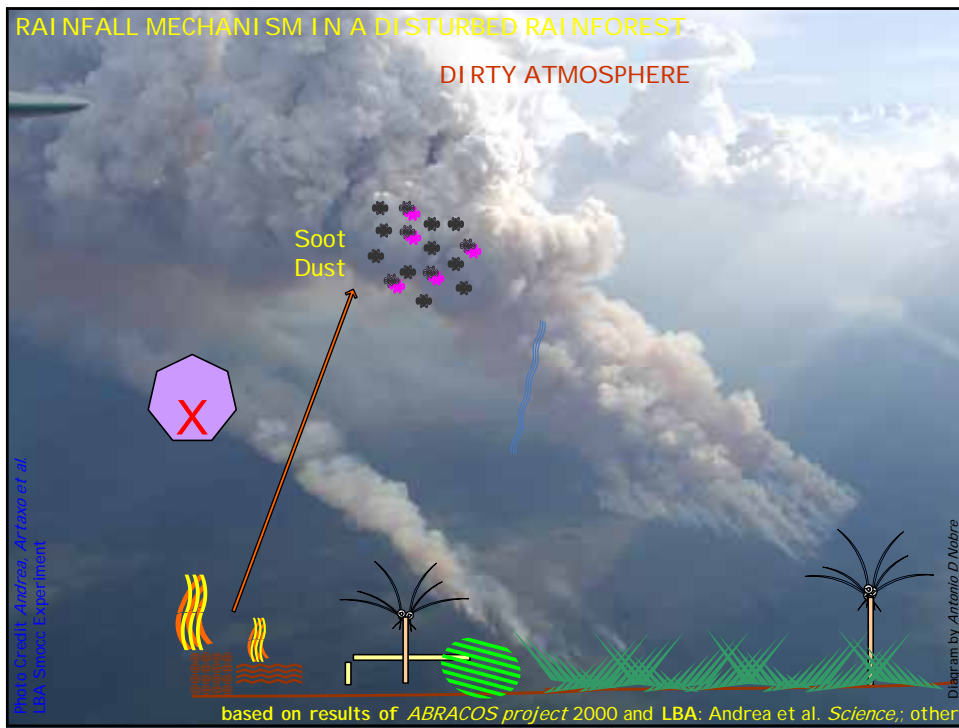 RAINFALL MECHANISM IN A DISTURBED RAINFOREST
DIRTY ATMOSPHERE
Soot
Dust
X
Photo Credit Andrea, Artaxo et al.
LBA Smocc Experiment
Diagram by Antonio D Nobre
based on results of ABRACOS project 2000 and LBA: Andrea et al. Science,; other